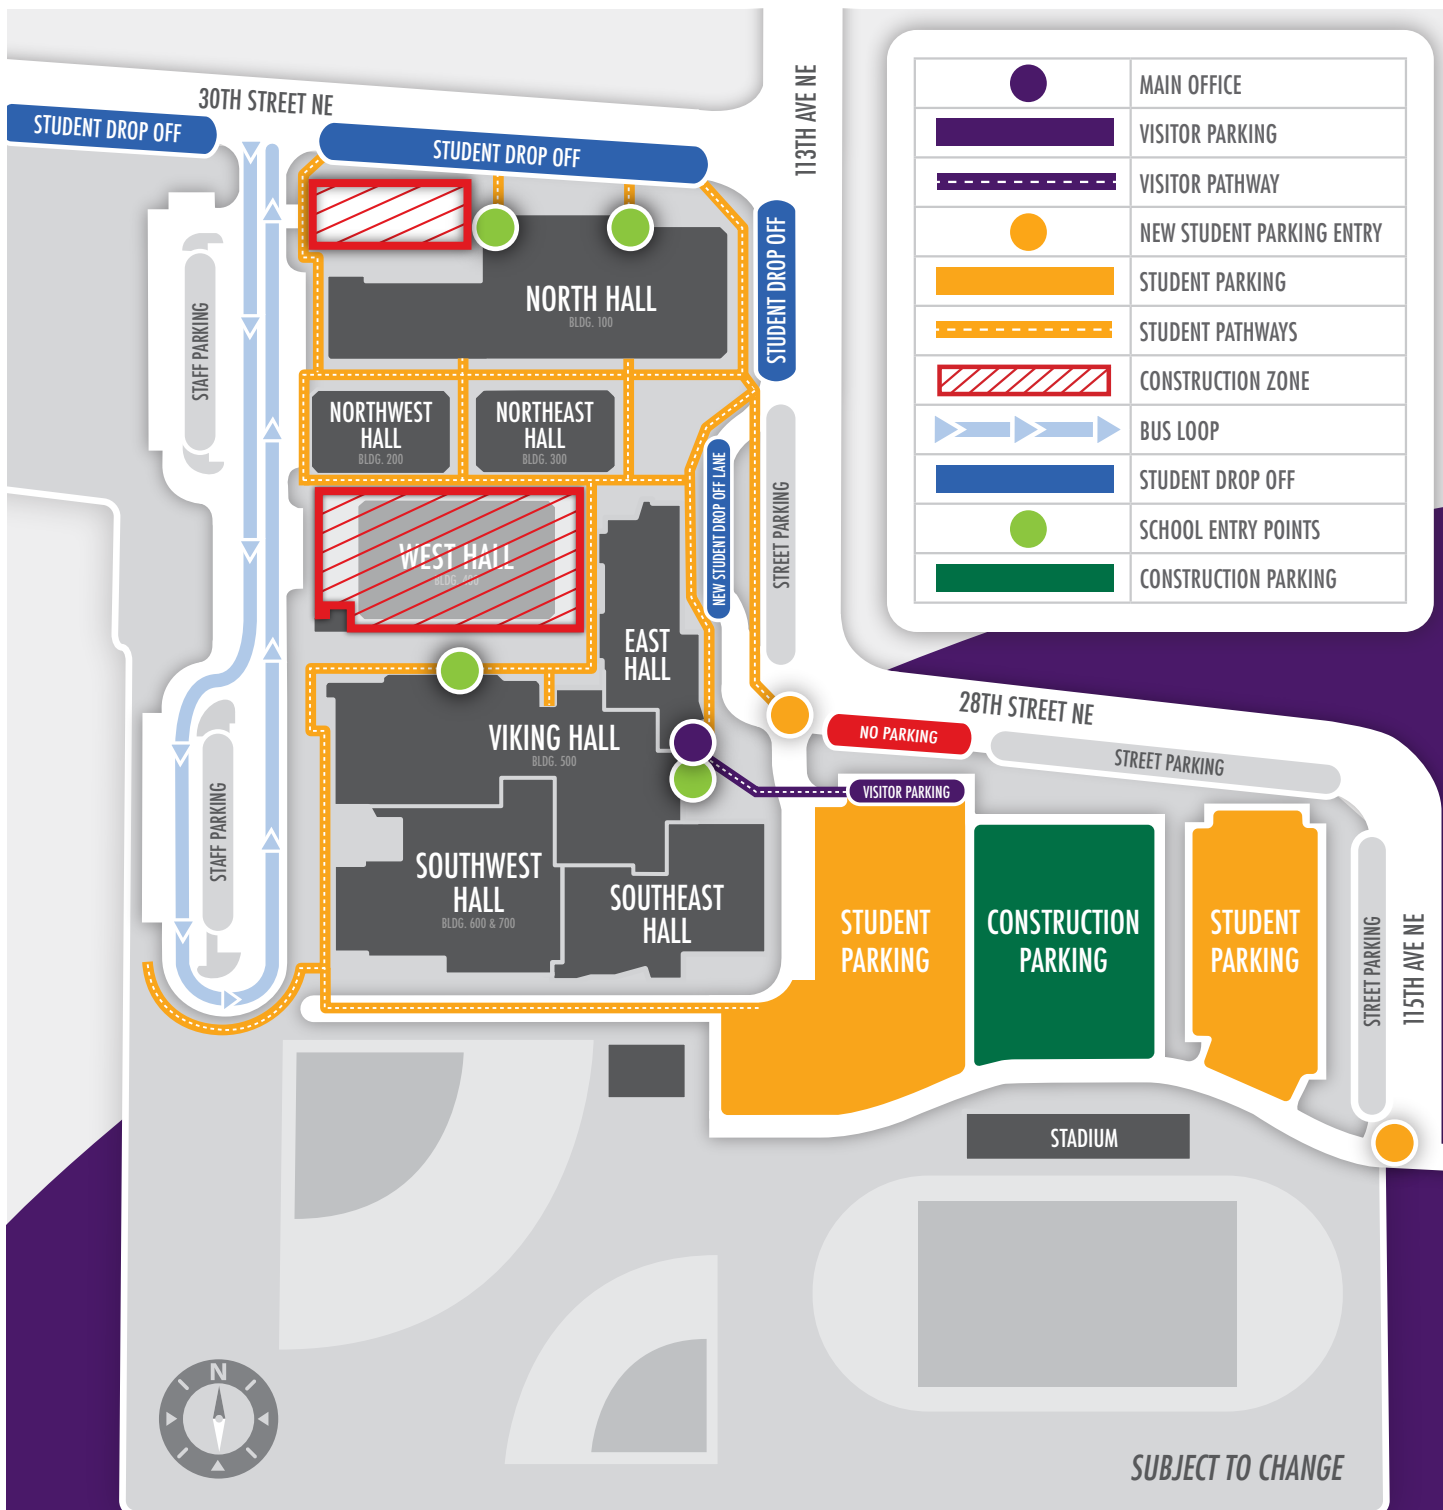 30TH STREET NE
STUDENT DROP OFF
STUDENT DROP OFF
113TH AVE NE
STUDENT DROP OFF
MAIN OFFICE
VISITOR PARKING
VISITOR PATHWAY
NEW STUDENT PARKING ENTRY
STUDENT PARKING
STUDENT PATHWAYS
CONSTRUCTION ZONE
BUS LOOP
STUDENT DROP OFF
SCHOOL ENTRY POINTS
CONSTRUCTION PARKING
NORTH HALL
BLDG. 100
STAFF PARKING
NORTHWEST
HALL
BLDG. 200
NORTHEAST
HALL
BLDG. 300
NEW STUDENT DROP OFF LANE
STREET PARKING
WEST HALL
BLDG. 400
EAST
HALL
VIKING HALL
BLDG. 500
28TH STREET NE
NO PARKING
STREET PARKING
VISITOR PARKING
STAFF PARKING
SOUTHWEST
HALL
BLDG. 600 & 700
SOUTHEAST
HALL
STUDENT
PARKING
CONSTRUCTION
PARKING
STUDENT
PARKING
STREET PARKING
115TH AVE NE
STADIUM
N
SUBJECT TO CHANGE